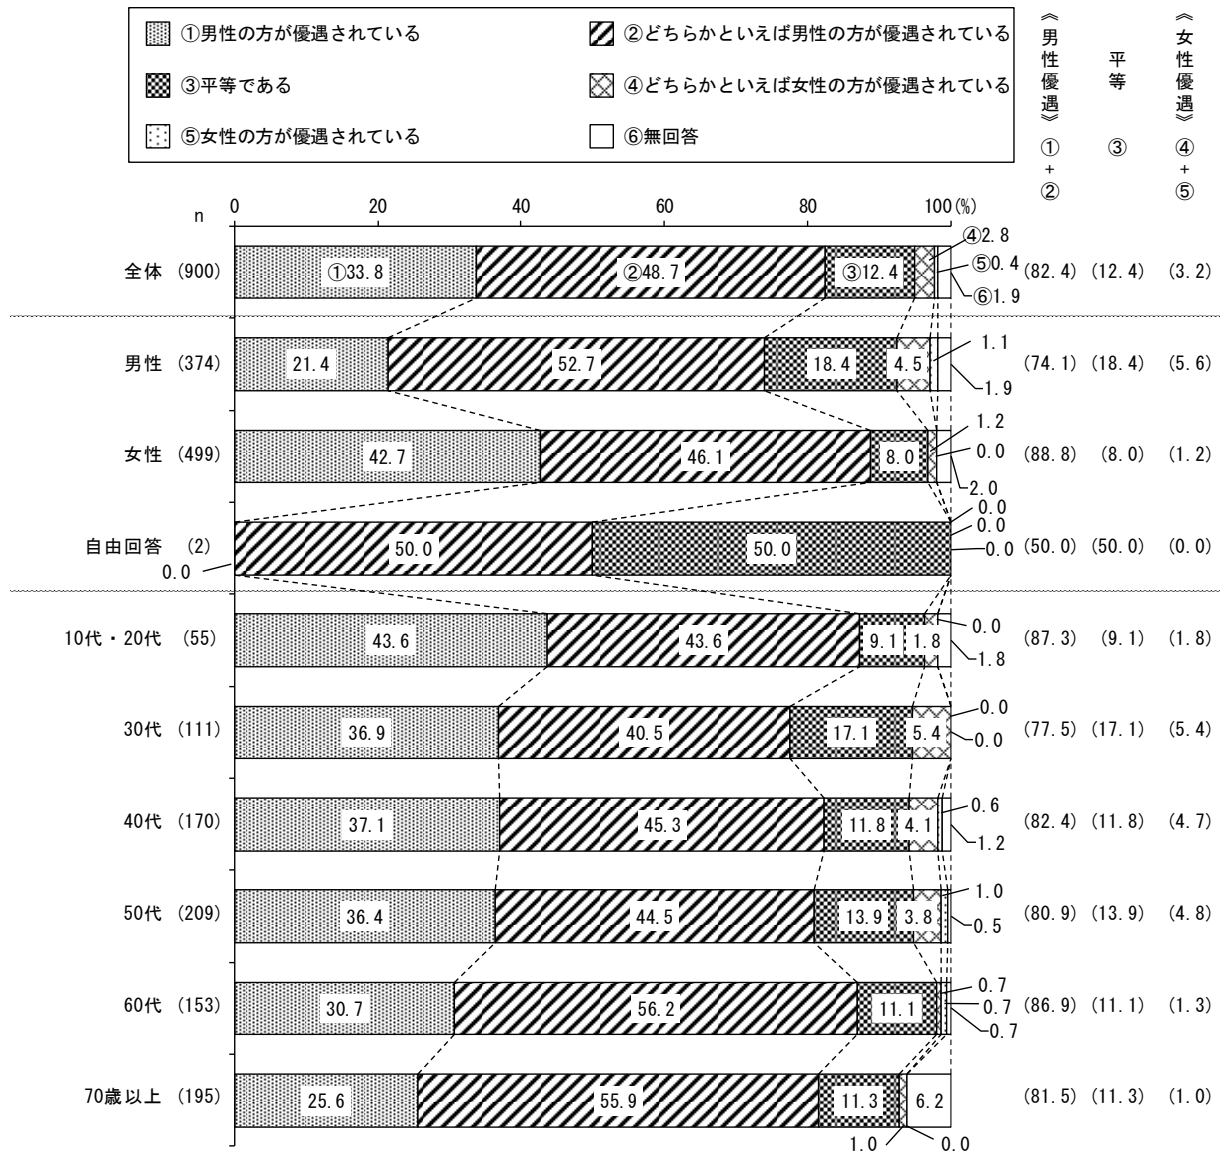 ①男性の方が優遇されている
②どちらかといえば男性の方が優遇されている
③平等である
④どちらかといえば女性の方が優遇されている
⑤女性の方が優遇されている
⑥無回答
《男性優遇》①+②
平等 ③
《女性優遇》④+⑤
n 0 20 40 60 80 100(%)
全体 (900) ①33.8 ②48.7 ③12.4 ④2.8 ⑤0.4 ⑥1.9 (82.4) (12.4) (3.2)
男性 (374) 21.4 52.7 18.4 4.5 1.1 1.9 (74.1) (18.4) (5.6)
女性 (499) 42.7 46.1 8.0 1.2 0.0 2.0 (88.8) (8.0) (1.2)
自由回答 (2) 0.0 50.0 50.0 0.0 0.0 0.0 (50.0) (50.0) (0.0)
10代・20代 (55) 43.6 43.6 9.1 1.8 0.0 1.8 (87.3) (9.1) (1.8)
30代 (111) 36.9 40.5 17.1 5.4 0.0 0.0 (77.5) (17.1) (5.4)
40代 (170) 37.1 45.3 11.8 4.1 0.6 1.2 (82.4) (11.8) (4.7)
50代 (209) 36.4 44.5 13.9 3.8 1.0 0.5 (80.9) (13.9) (4.8)
60代 (153) 30.7 56.2 11.1 0.7 0.7 0.7 (86.9) (11.1) (1.3)
70歳以上 (195) 25.6 55.9 11.3 1.0 0.0 6.2 (81.5) (11.3) (1.0)